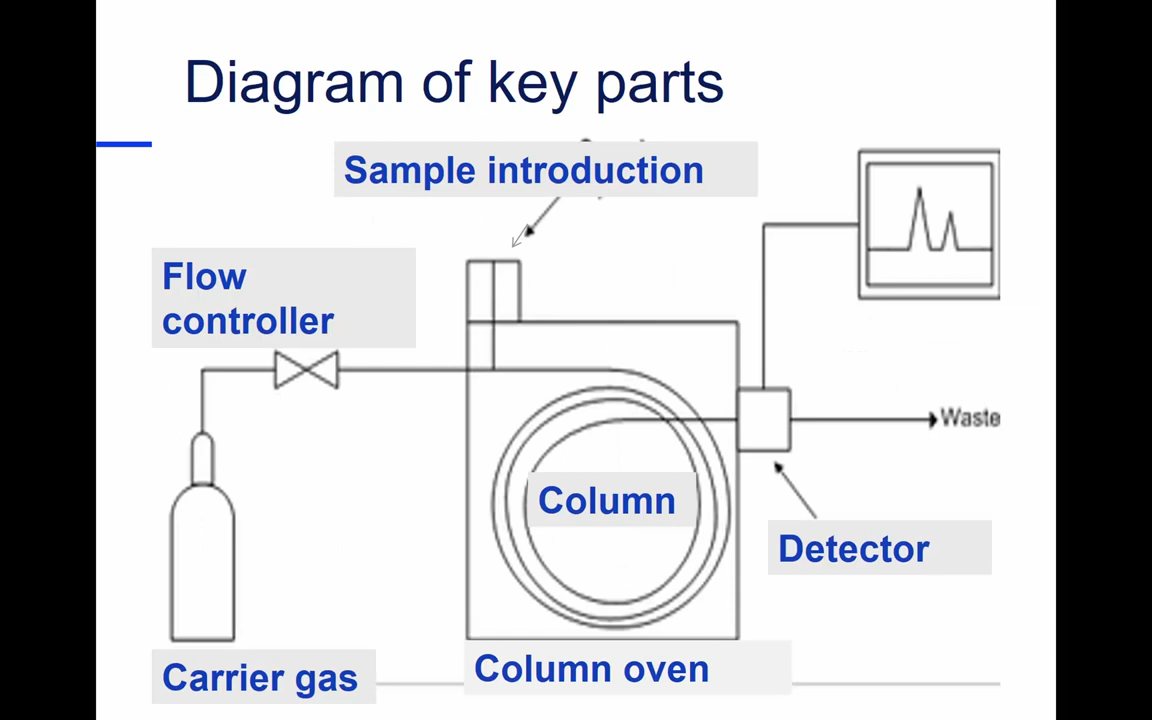 Diagram of key parts
Sample introduction
Flow
controller
Waste
Column
Detector
Carrier gas
Column oven